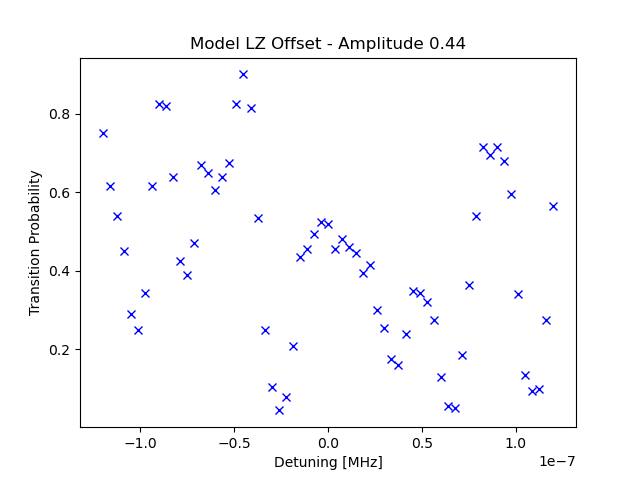 Model LZ Offset - Amplitude 0.44
Transition Probability
0.8
0.6
0.4
0.2
−1.0
−0.5
0.0
0.5
1.0
1e−7
Detuning [MHz]